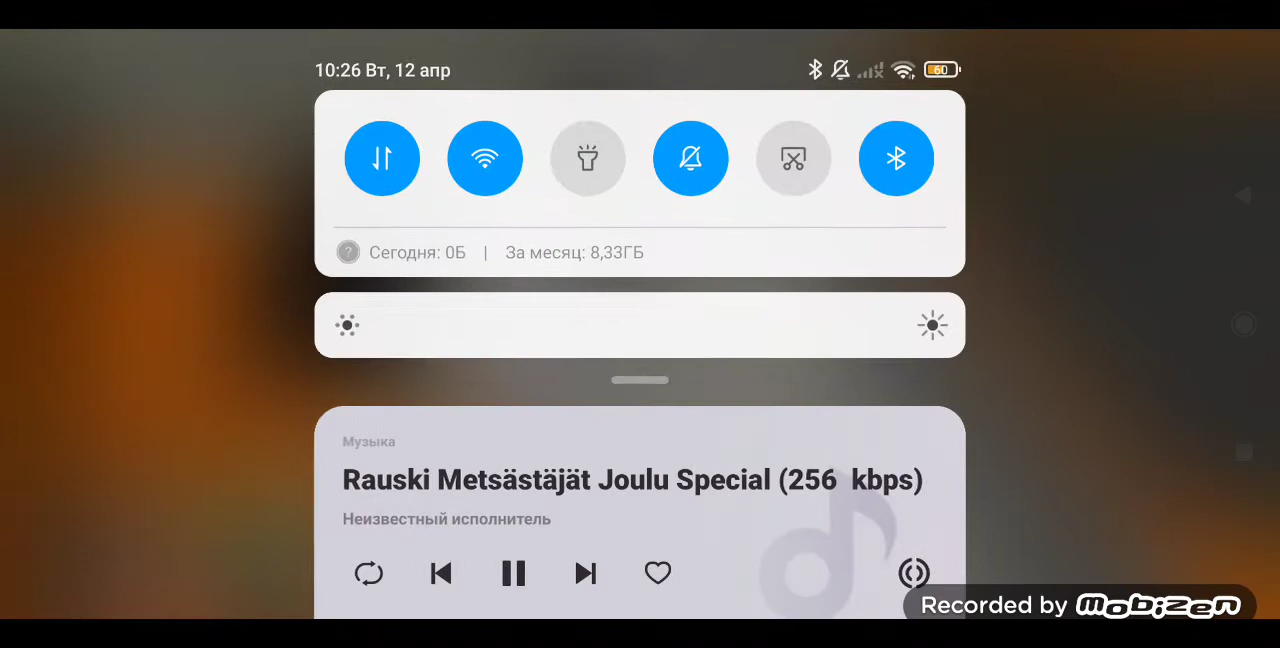 10:26 Вт, 12 апр
60
Сегодня: 0Б | За месяц: 8,33ГБ
Музыка
Rauski Metsästäjät Joulu Special (256 kbps)
Неизвестный исполнитель
Recorded by mobizen